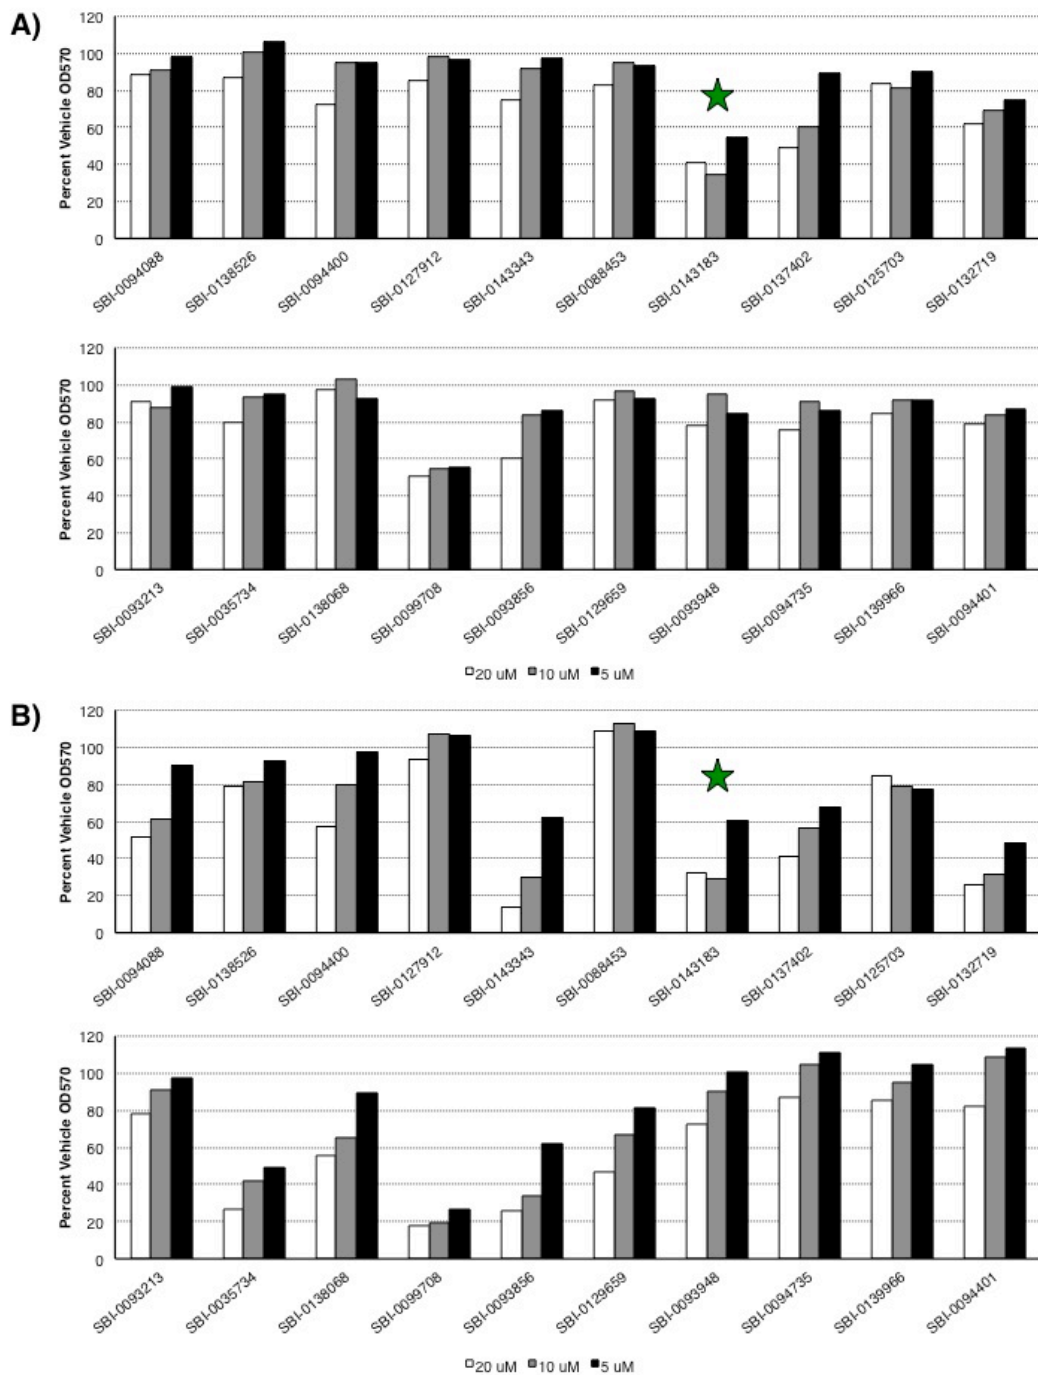 A)
120
100
80
60
40
20
0
Percent Vehicle OD570
SBI-0094088 SBI-0138526 SBI-0094400 SBI-0127912 SBI-0143343 SBI-0088453 SBI-0143183 SBI-0137402 SBI-0125703 SBI-0132719
120
100
80
60
40
20
0
Percent Vehicle OD570
SBI-0093213 SBI-0035734 SBI-0138068 SBI-0099708 SBI-0093856 SBI-0129659 SBI-0093948 SBI-0094735 SBI-0139966 SBI-0094401
20 uM 10 uM 5 uM
B)
120
100
80
60
40
20
0
Percent Vehicle OD570
SBI-0094088 SBI-0138526 SBI-0094400 SBI-0127912 SBI-0143343 SBI-0088453 SBI-0143183 SBI-0137402 SBI-0125703 SBI-0132719
120
100
80
60
40
20
0
Percent Vehicle OD570
SBI-0093213 SBI-0035734 SBI-0138068 SBI-0099708 SBI-0093856 SBI-0129659 SBI-0093948 SBI-0094735 SBI-0139966 SBI-0094401
20 uM 10 uM 5 uM